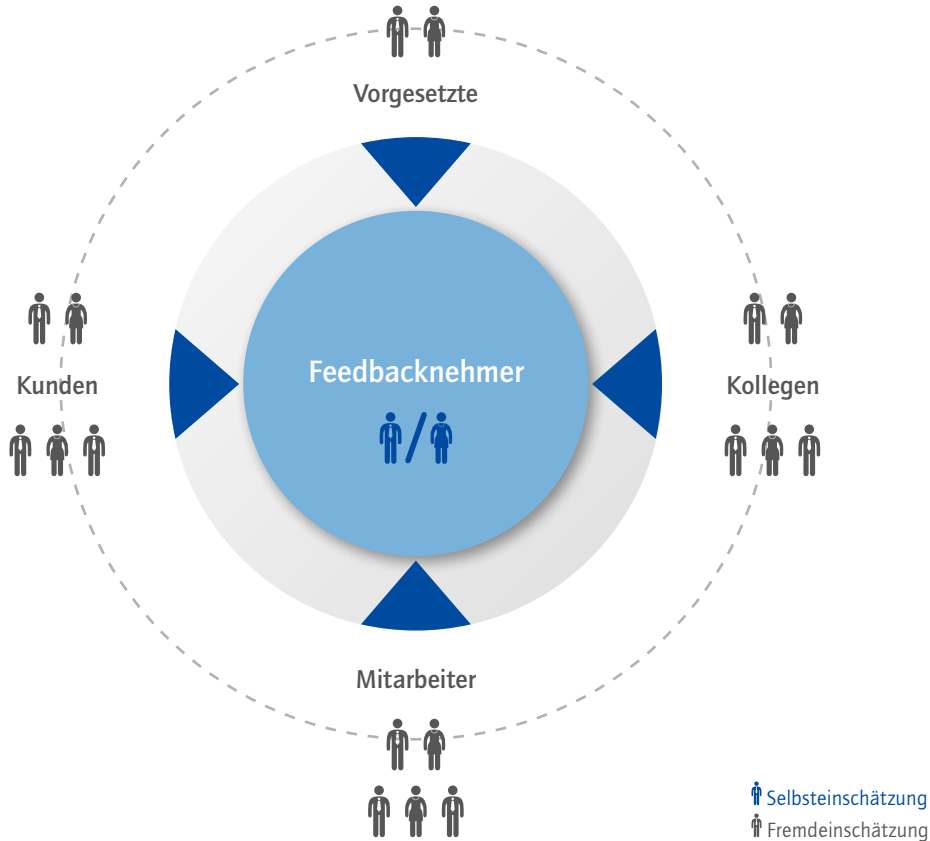 Vorgesetzte
Kunden
Feedbacknehmer
Kollegen
Mitarbeiter
Selbsteinschätzung
Fremdeinschätzung